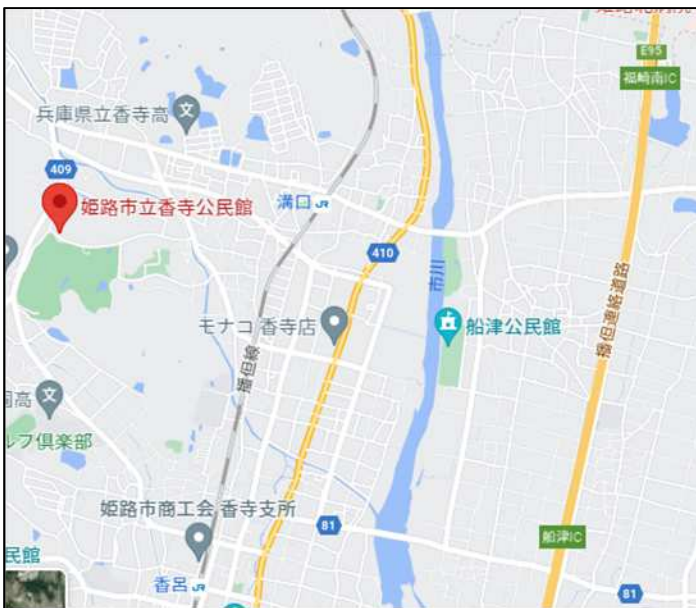 E95
福崎南IC
兵庫県立香寺高
409
姫路市立香寺公民館
溝口 JR
410
市川
モナコ 香寺店
船津公民館
播但連絡道路
播但線
高
ルフ倶楽部
姫路市商工会 香寺支所
81
船津IC
民館
香呂 JR
81